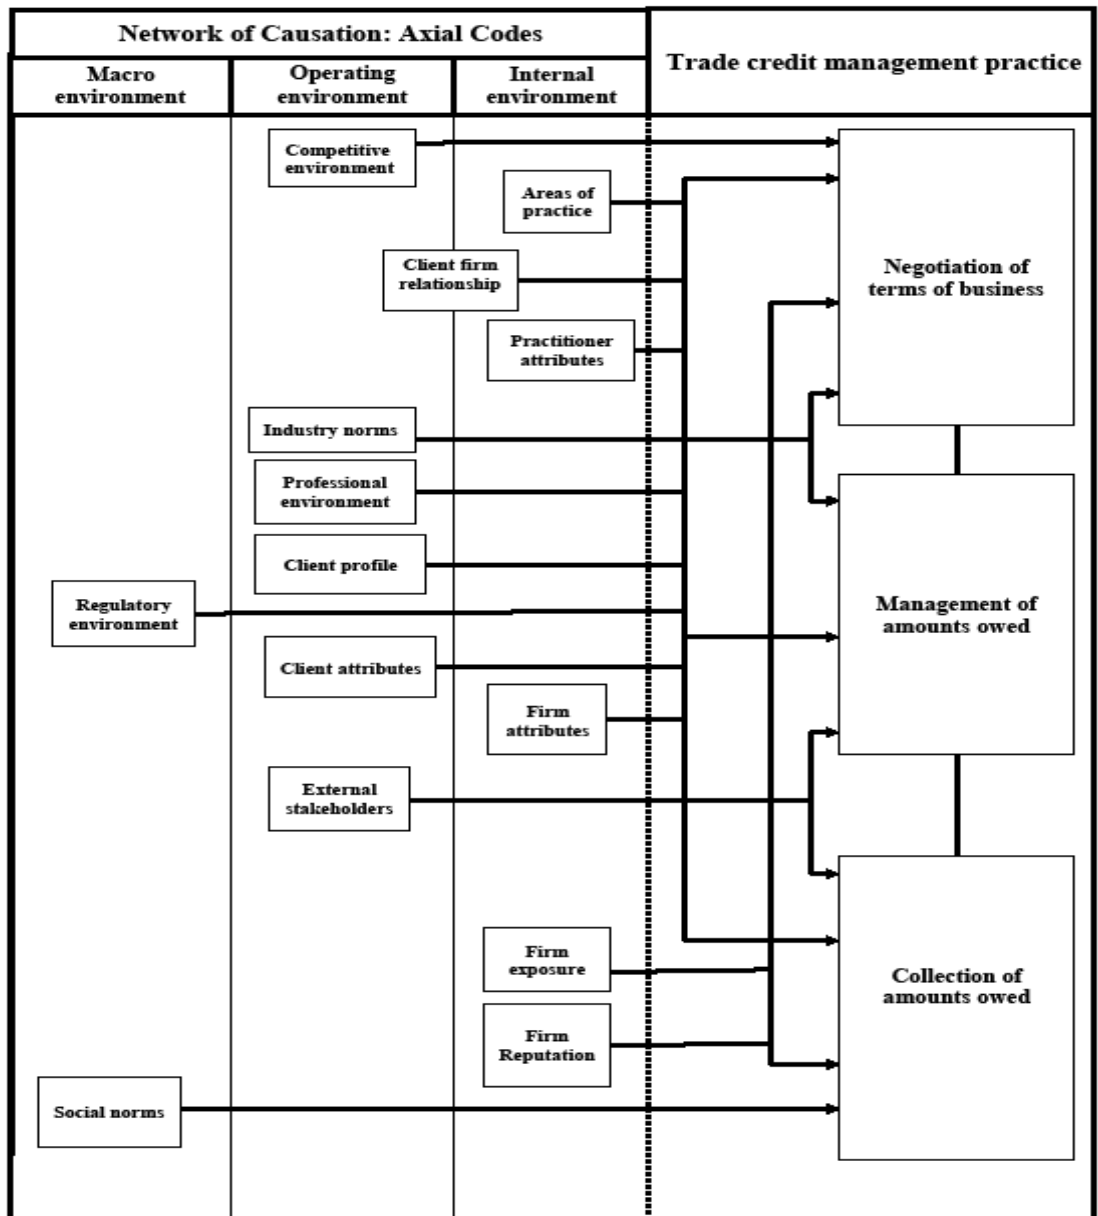 Network of Causation: Axial Codes
Trade credit management practice
Macro
environment
Operating
environment
Internal
environment
Competitive
environment
Areas of
practice
Client firm
relationship
Negotiation of
terms of business
Practitioner
attributes
Industry norms
Professional
environment
Client profile
Regulatory
environment
Management of
amounts owed
Client attributes
Firm
attributes
External
stakeholders
Firm
exposure
Collection of
amounts owed
Firm
Reputation
Social norms